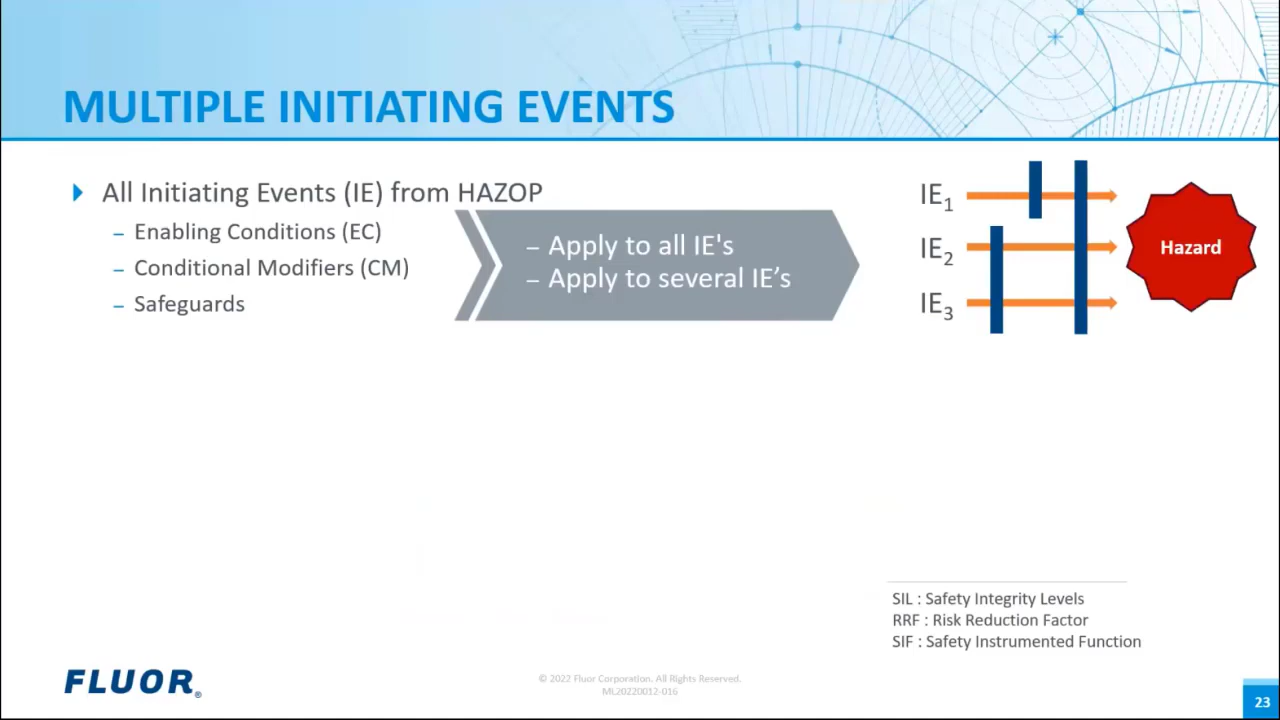 MULTIPLE INITIATING EVENTS
All Initiating Events (IE) from HAZOP
– Enabling Conditions (EC)
– Conditional Modifiers (CM)
– Safeguards
– Apply to all IE's
– Apply to several IE’s
IE1
IE2
IE3
Hazard
SIL : Safety Integrity Levels
RRF : Risk Reduction Factor
SIF : Safety Instrumented Function
FLUOR®
© 2022 Fluor Corporation. All Rights Reserved.
ML20220012-016
23